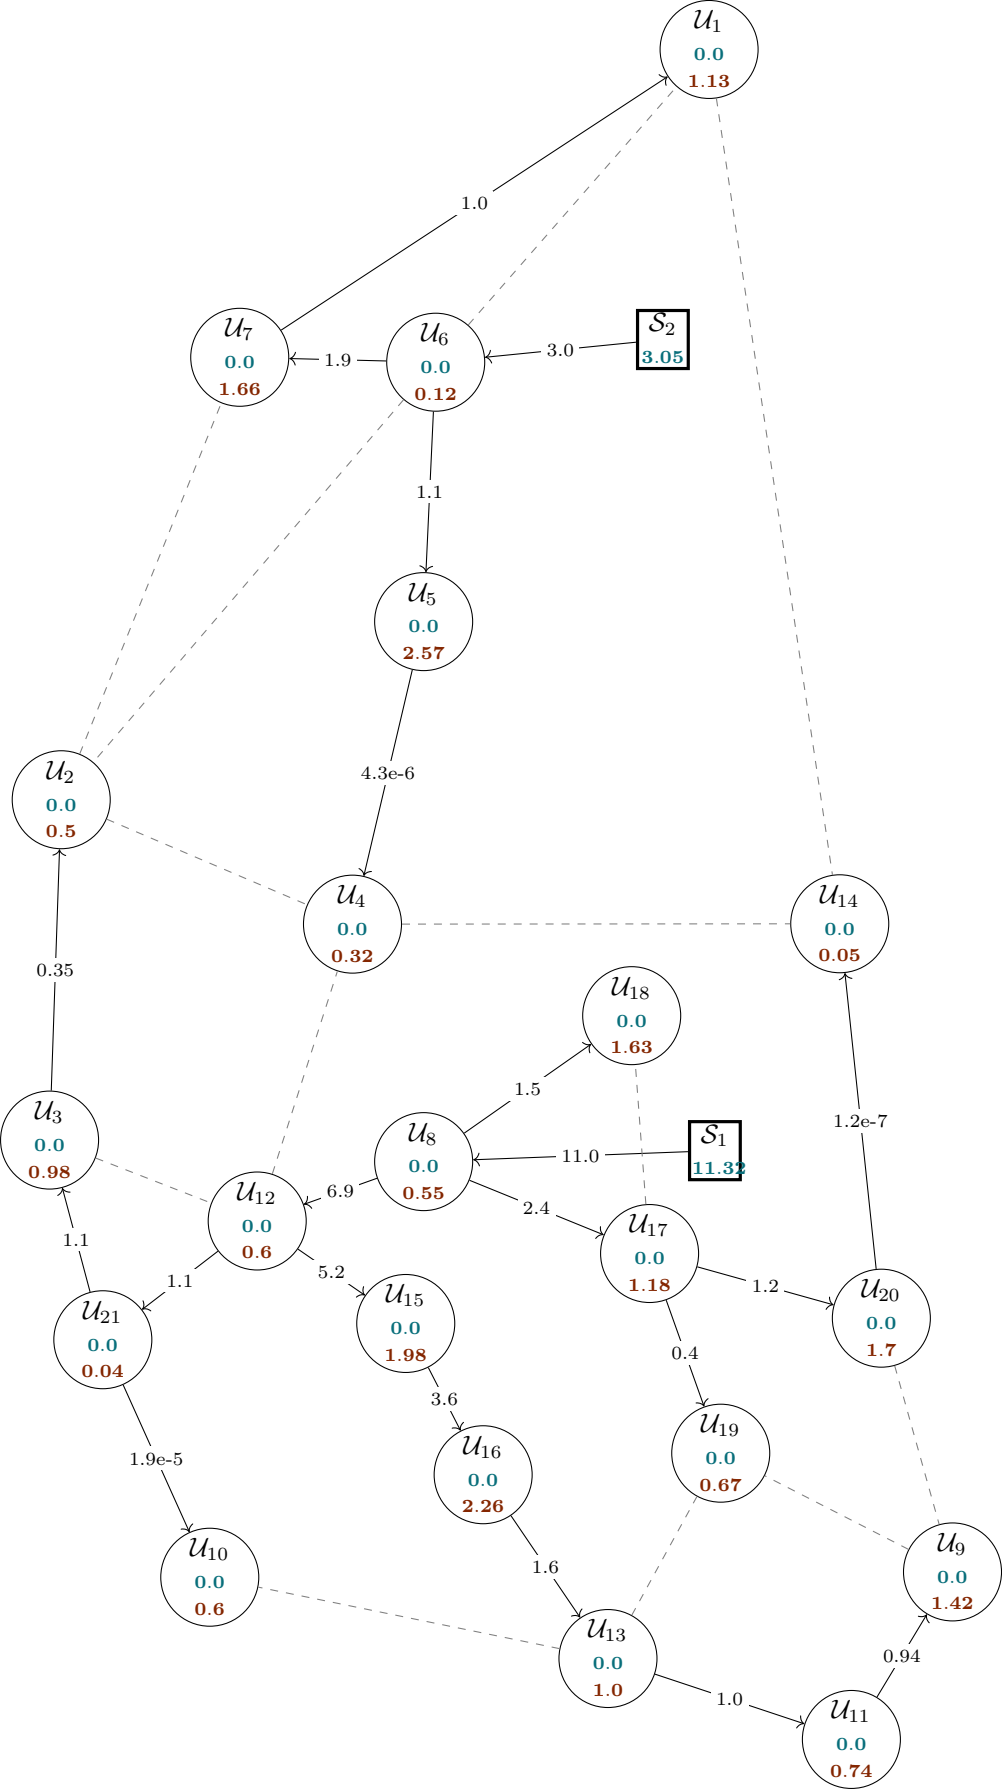 𝒰₁
0.0
1.13
1.0
𝒰₇
0.0
1.66
1.9
𝒰₆
0.0
0.12
3.0
𝒮₂
3.05
1.1
𝒰₅
0.0
2.57
4.3e-6
𝒰₂
0.0
0.5
𝒰₄
0.0
0.32
𝒰₁₄
0.0
0.05
0.35
𝒰₁₈
0.0
1.63
1.5
𝒰₃
0.0
0.98
𝒰₈
0.0
0.55
11.0
𝒮₁
11.32
1.2e-7
6.9
2.4
𝒰₁₂
0.0
0.6
𝒰₁₇
0.0
1.18
1.1
1.1
5.2
1.2
𝒰₂₁
0.0
0.04
𝒰₁₅
0.0
1.98
𝒰₂₀
0.0
1.7
0.4
3.6
1.9e-5
𝒰₁₆
0.0
2.26
𝒰₁₉
0.0
0.67
𝒰₁₀
0.0
0.6
1.6
𝒰₉
0.0
1.42
𝒰₁₃
0.0
1.0
0.94
1.0
𝒰₁₁
0.0
0.74